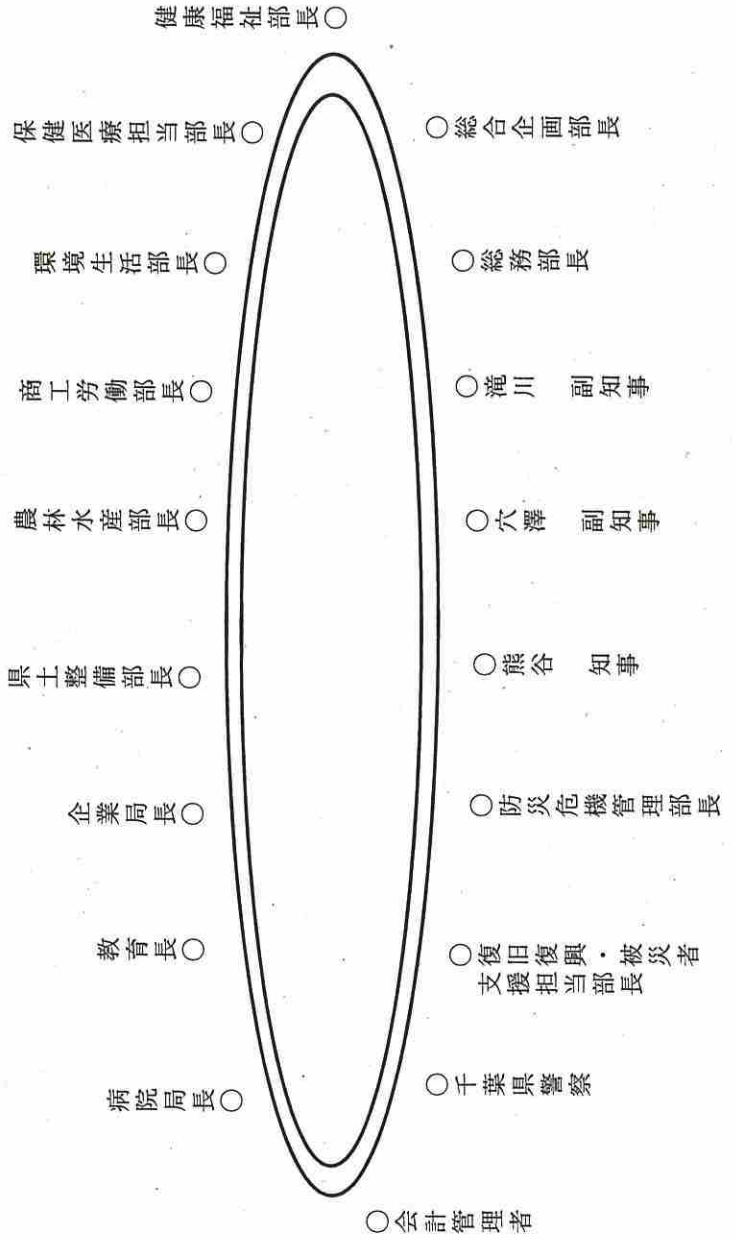 健康福祉部長○
保健医療担当部長○
環境生活部長○
商工労働部長○
農林水産部長○
県土整備部長○
企業局長○
教育長○
病院局長○
○総合企画部長
○総務部長
○滝川　副知事
○穴澤　副知事
○熊谷　知事
○防災危機管理部長
○復旧復興・被災者
支援担当部長
○千葉県警察
○会計管理者